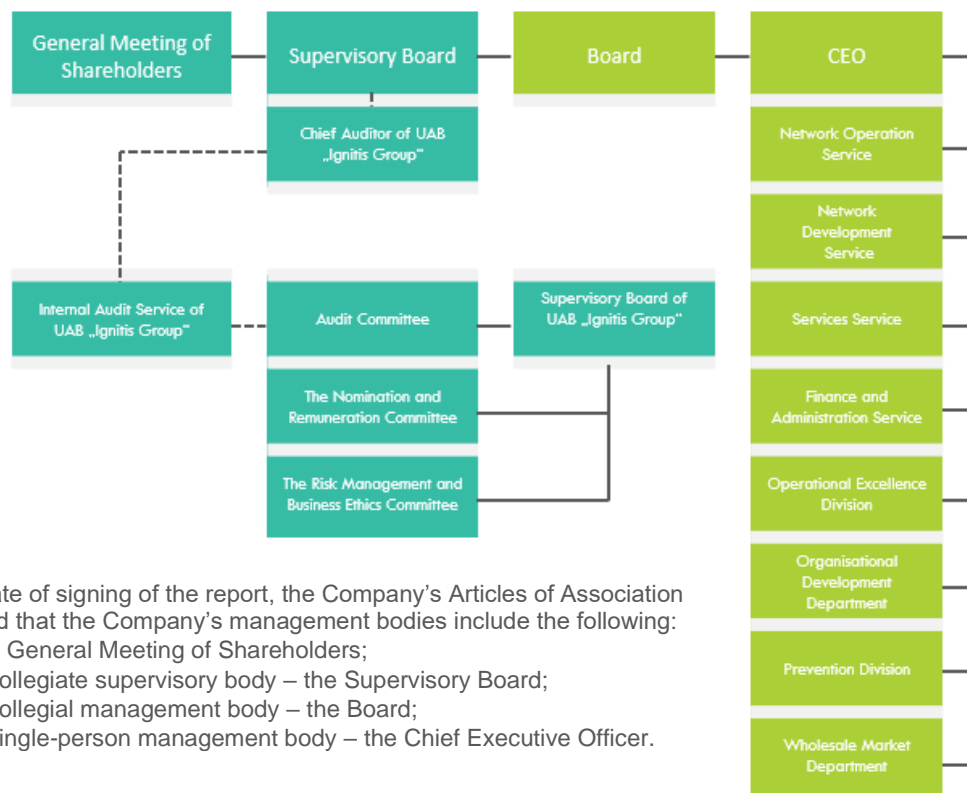 General Meeting of
Shareholders
Supervisory Board
Board
CEO
Chief Auditor of UAB
„Ignitis Group“
Network Operation
Service
Network
Development
Service
Internal Audit Service of
UAB „Ignitis Group“
Audit Committee
Supervisory Board of
UAB „Ignitis Group“
Services Service
The Nomination and
Remuneration Committee
Finance and
Administration Service
The Risk Management and
Business Ethics Committee
Operational Excellence
Division
Organisational
Development
Department
Prevention Division
Wholesale Market
Department
ate of signing of the report, the Company’s Articles of Association
d that the Company’s management bodies include the following:
General Meeting of Shareholders;
ollegiate supervisory body – the Supervisory Board;
ollegial management body – the Board;
ingle-person management body – the Chief Executive Officer.